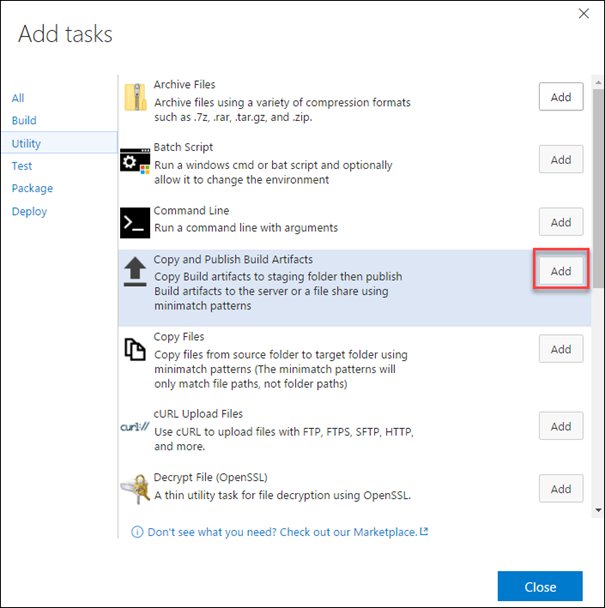 Add tasks
All
Build
Utility
Test
Package
Deploy
Archive Files
Archive files using a variety of compression formats
such as .7z, .rar, .tar.gz, and .zip.
Add
Batch Script
Run a windows cmd or bat script and optionally
allow it to change the environment
Add
Command Line
Run a command line with arguments
Add
Copy and Publish Build Artifacts
Copy Build artifacts to staging folder then publish
Build artifacts to the server or a file share using
minimatch patterns
Add
Copy Files
Copy files from source folder to target folder using
minimatch patterns (The minimatch patterns will
only match file paths, not folder paths)
Add
curl://
cURL Upload Files
Use cURL to upload files with FTP, FTPS, SFTP, HTTP,
and more.
Add
Decrypt File (OpenSSL)
A thin utility task for file decryption using OpenSSL.
Add
Don't see what you need? Check out our Marketplace.
Close